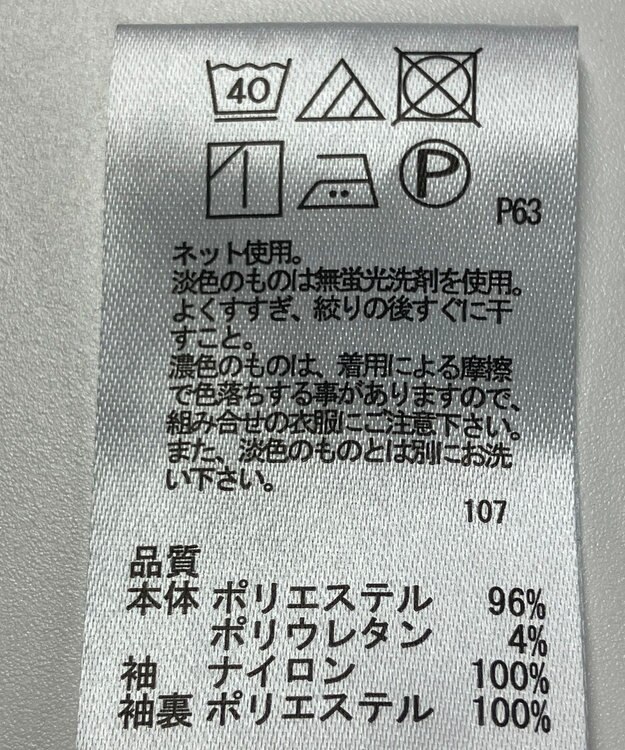 40
P
P63
ネット使用。
淡色のものは無蛍光洗剤を使用。
よくすすぎ、絞りの後すぐに干
すこと。
濃色のものは、着用による摩擦
で色落ちする事がありますので、
組み合せの衣服にご注意下さい。
また、淡色のものとは別にお洗
い下さい。
107
品質
本体 ポリエステル 96%
ポリウレタン 4%
袖 ナイロン 100%
袖裏 ポリエステル 100%